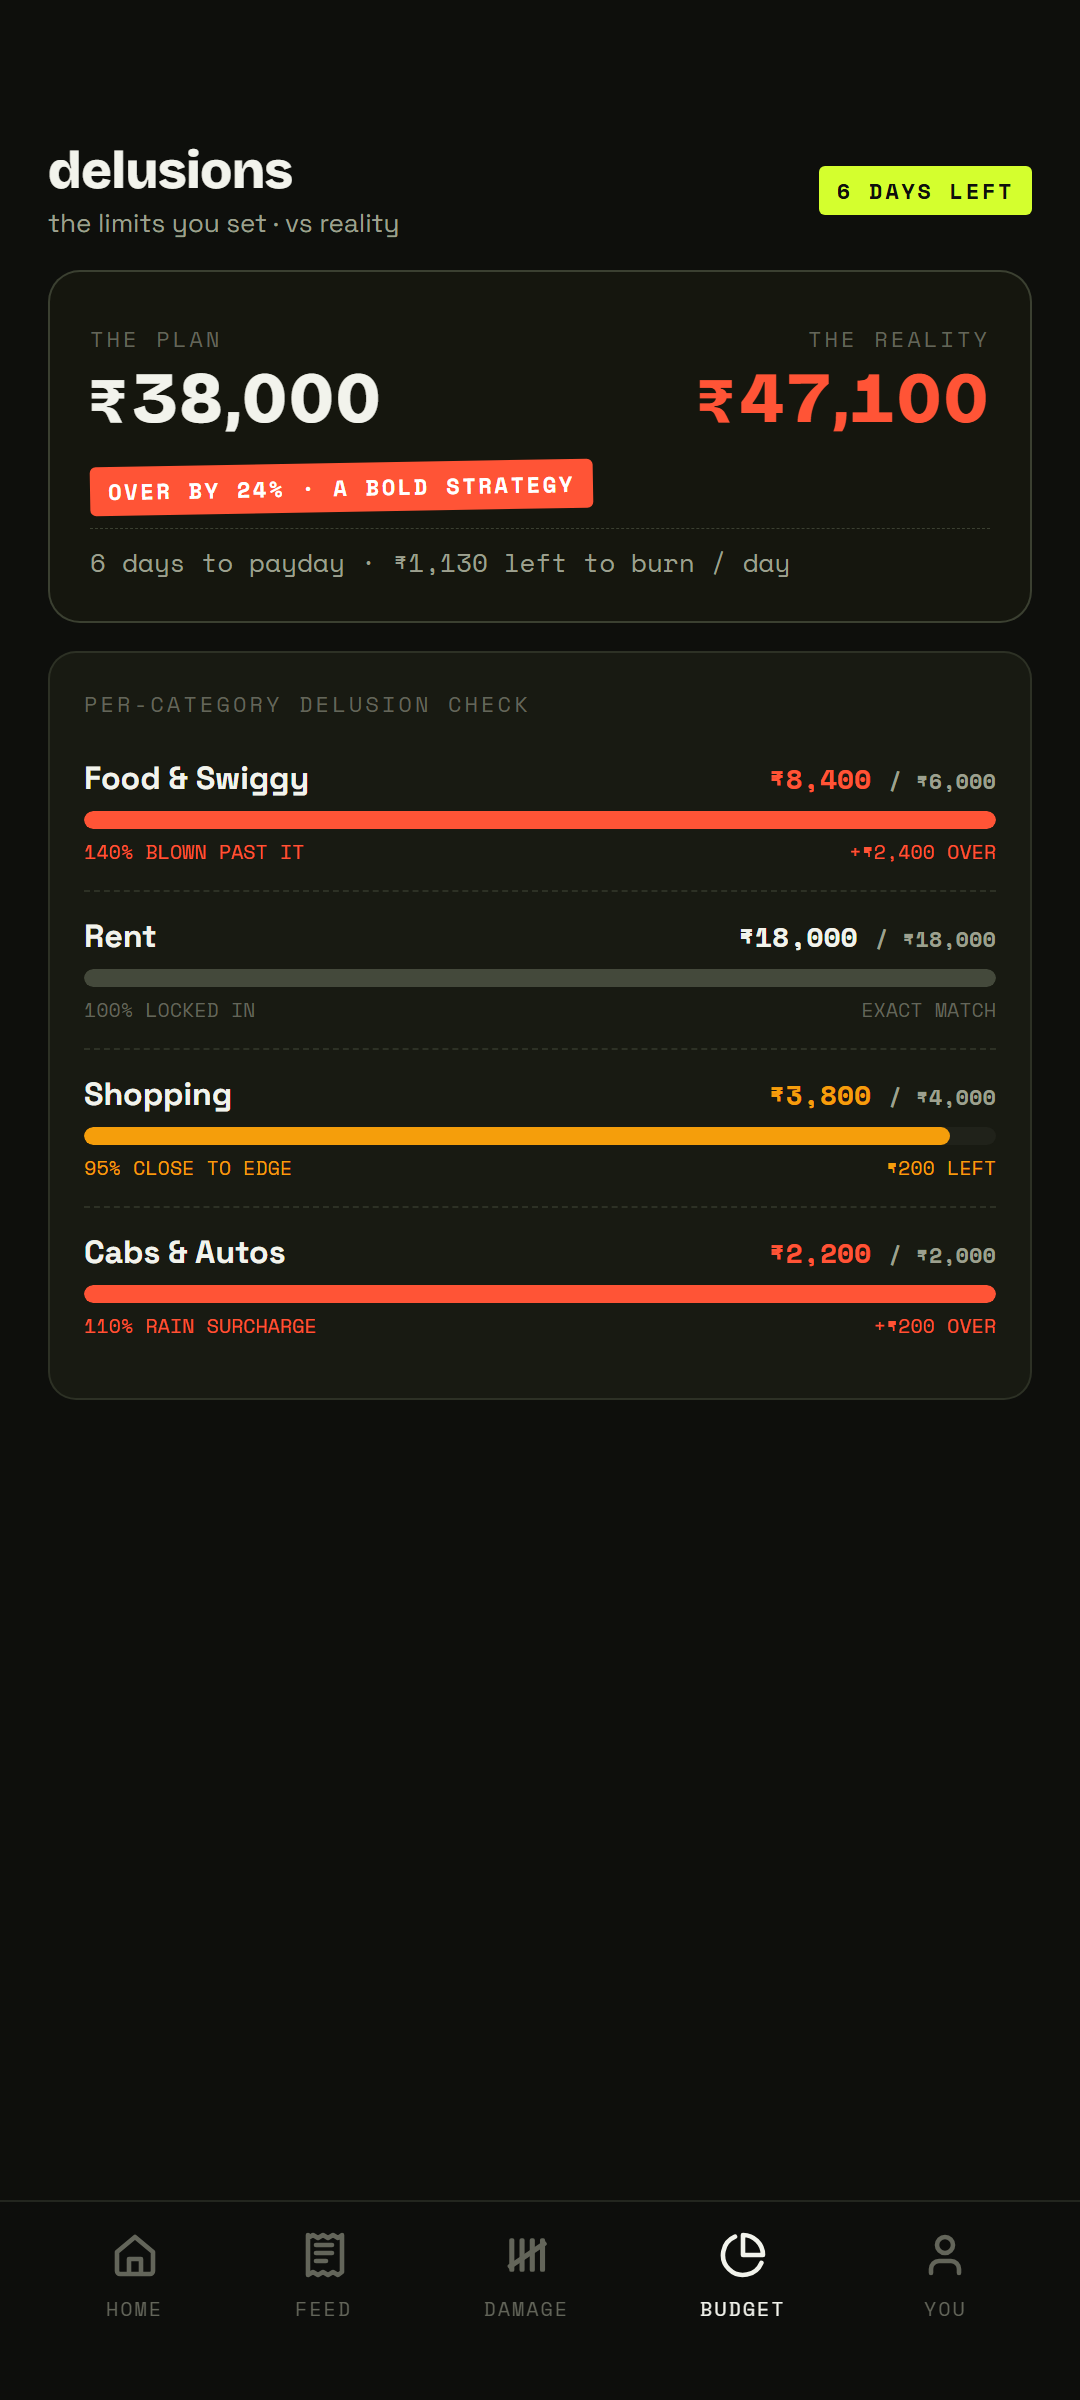 delusions
6 DAYS LEFT
the limits you set · vs reality
THE PLAN
THE REALITY
₹38,000
₹47,100
OVER BY 24% · A BOLD STRATEGY
6 days to payday · ₹1,130 left to burn / day
PER-CATEGORY DELUSION CHECK
Food & Swiggy
₹8,400 / ₹6,000
140% BLOWN PAST IT
+₹2,400 OVER
Rent
₹18,000 / ₹18,000
100% LOCKED IN
EXACT MATCH
Shopping
₹3,800 / ₹4,000
95% CLOSE TO EDGE
₹200 LEFT
Cabs & Autos
₹2,200 / ₹2,000
110% RAIN SURCHARGE
+₹200 OVER
HOME
FEED
DAMAGE
BUDGET
YOU